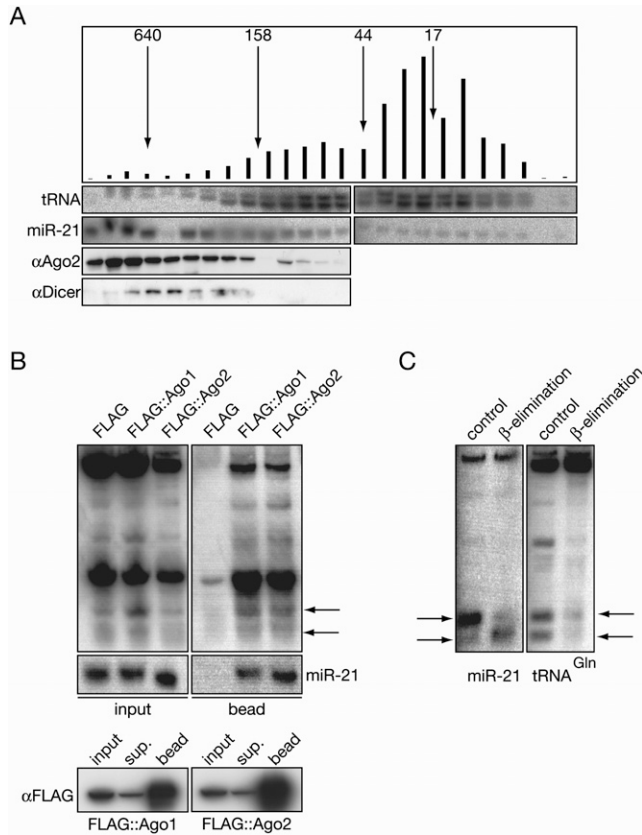 A
640 158 44 17
tRNA
miR-21
αAgo2
αDicer
B
FLAG FLAG::Ago1 FLAG::Ago2 FLAG FLAG::Ago1 FLAG::Ago2
miR-21
input bead
input sup. bead input sup. bead
αFLAG
FLAG::Ago1 FLAG::Ago2
C
control β-elimination control β-elimination
miR-21 tRNA Gln